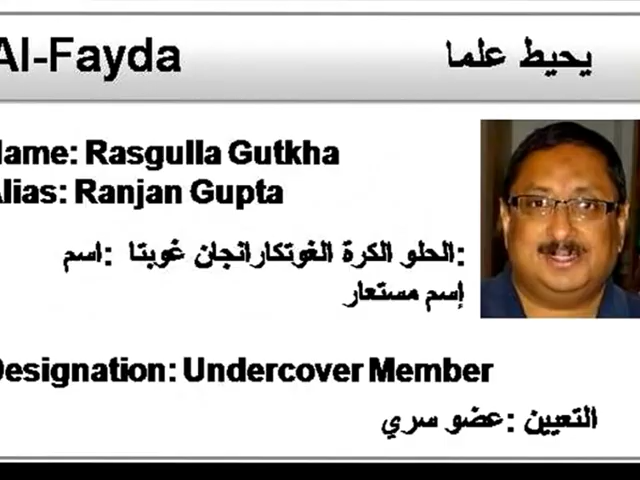 Al-Fayda يحيط علما
Name: Rasgulla Gutkha
Alias: Ranjan Gupta
:الحلو الكرة الغوتكارانجان غوبتا :اسم
إسم مستعار
Designation: Undercover Member
التعيين :عضو سري